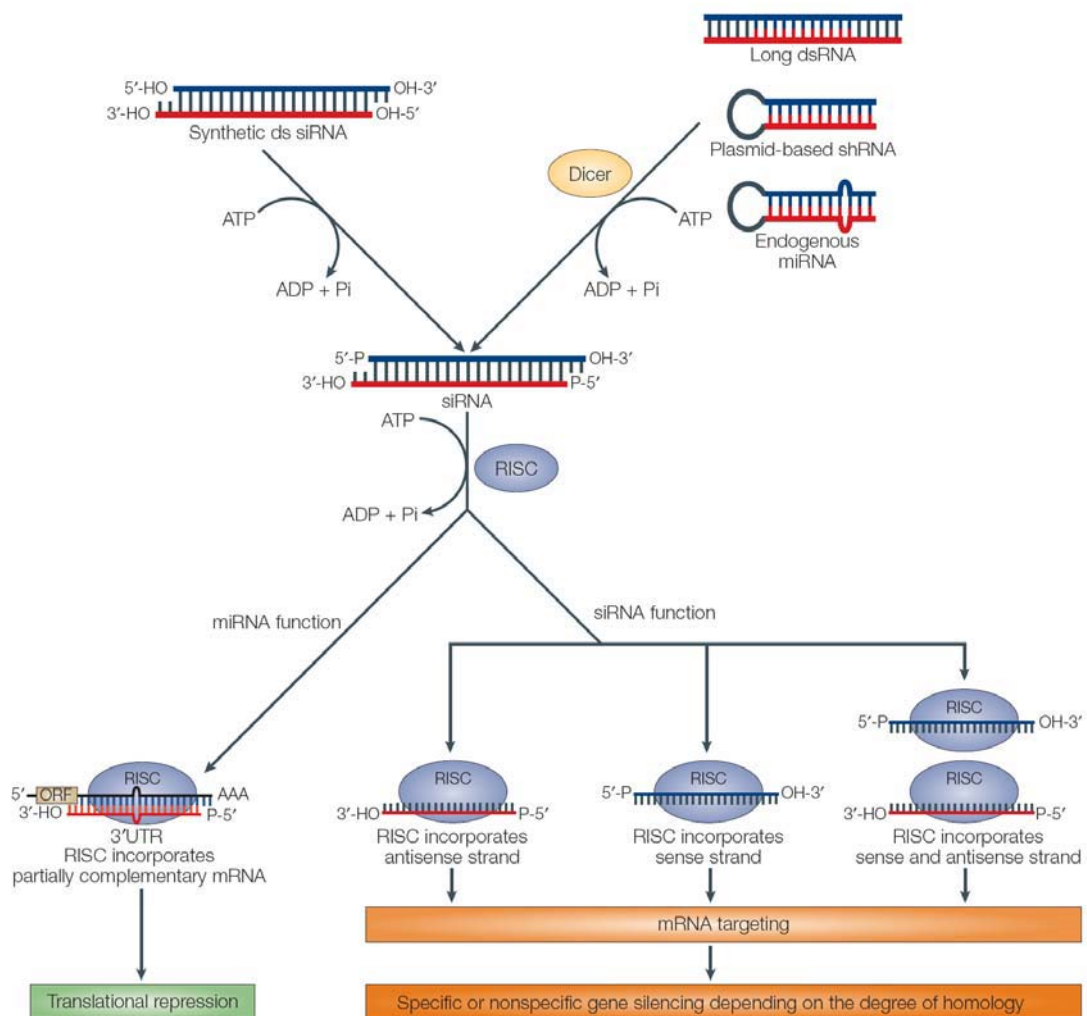 Long dsRNA
5′-HO
OH-3′
3′-HO
OH-5′
Synthetic ds siRNA
Plasmid-based shRNA
Dicer
ATP
ATP
Endogenous
miRNA
ADP + Pi
ADP + Pi
5′-P
OH-3′
3′-HO
P-5′
siRNA
ATP
RISC
ADP + Pi
miRNA function
siRNA function
RISC
5′-P
OH-3′
RISC
5′
ORF
AAA
3′-HO
P-5′
3′UTR
RISC incorporates
partially complementary mRNA
RISC
3′-HO
P-5′
RISC incorporates
antisense strand
RISC
5′-P
OH-3′
RISC incorporates
sense strand
RISC
3′-HO
P-5′
RISC incorporates
sense and antisense strand
mRNA targeting
Translational repression
Specific or nonspecific gene silencing depending on the degree of homology